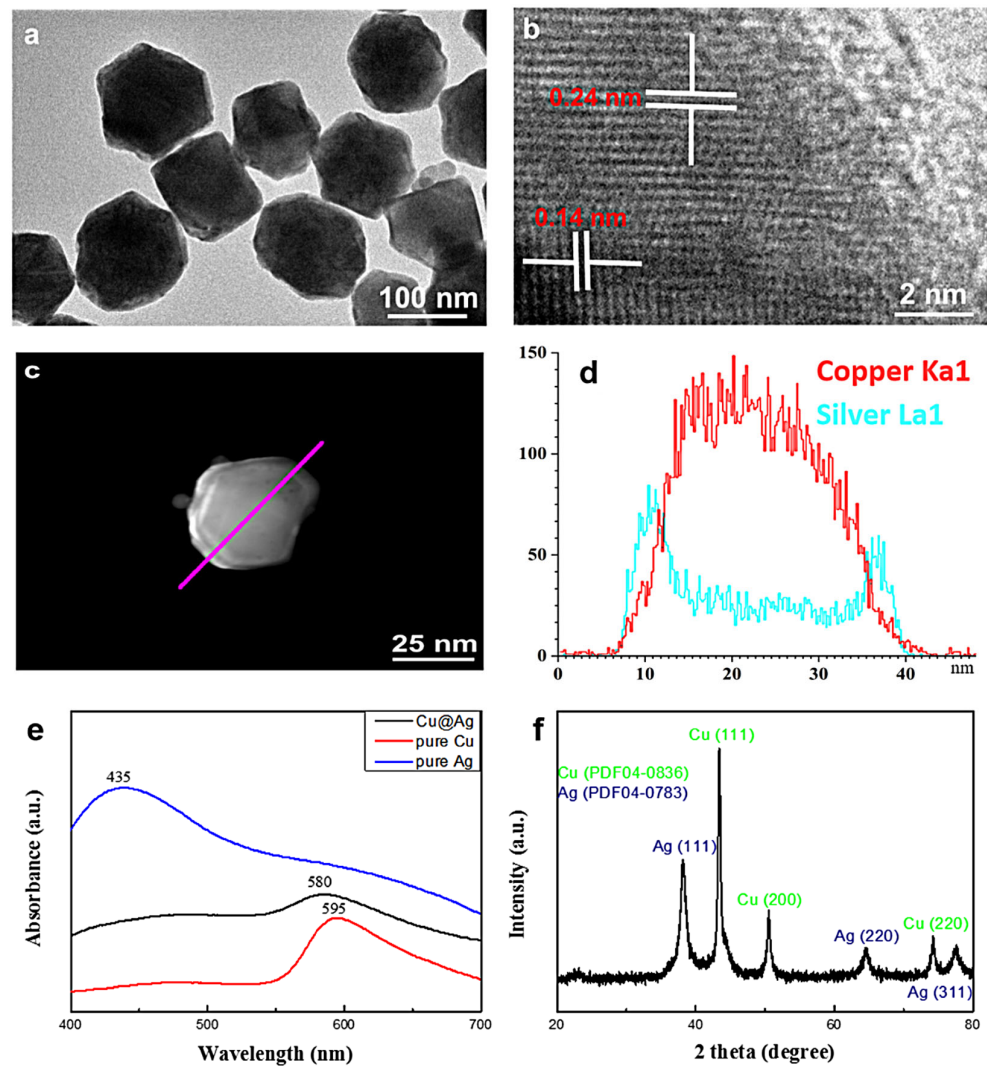 a
100 nm
b
0.24 nm
0.14 nm
2 nm
c
25 nm
d
Copper Ka1
Silver La1
150
100
50
0
0
10
20
30
40
nm
e
Cu@Ag
pure Cu
pure Ag
435
580
595
Absorbance (a.u.)
400
500
600
700
Wavelength (nm)
f
Cu (111)
Cu (PDF04-0836)
Ag (PDF04-0783)
Ag (111)
Cu (200)
Ag (220)
Cu (220)
Ag (311)
Intensity (a.u.)
20
40
60
80
2 theta (degree)